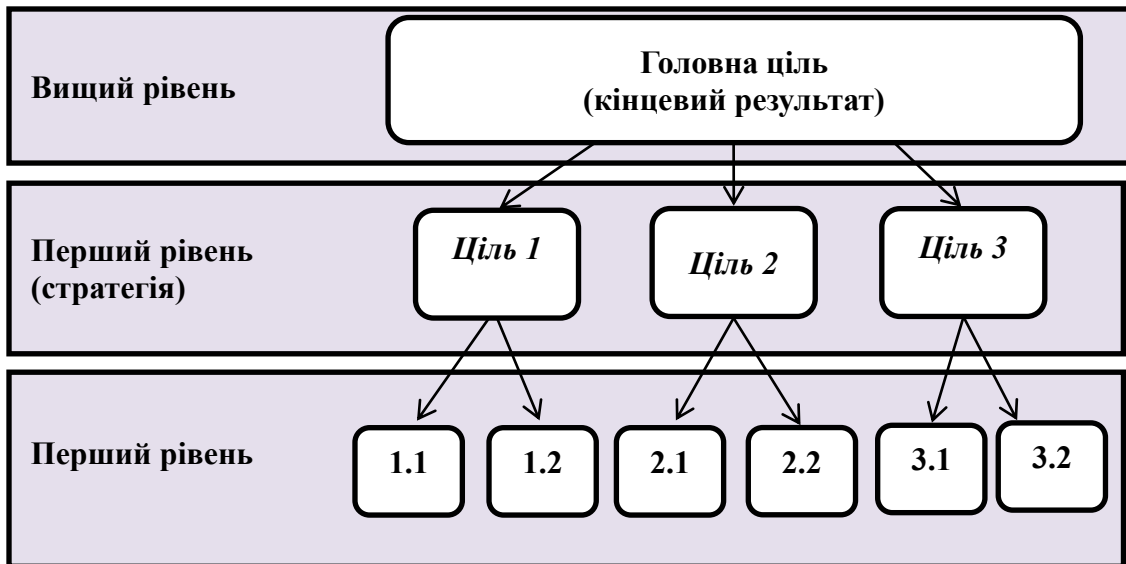 Вищий рівень
Головна ціль
(кінцевий результат)
Перший рівень
(стратегія)
Ціль 1
Ціль 2
Ціль 3
Перший рівень
1.1
1.2
2.1
2.2
3.1
3.2